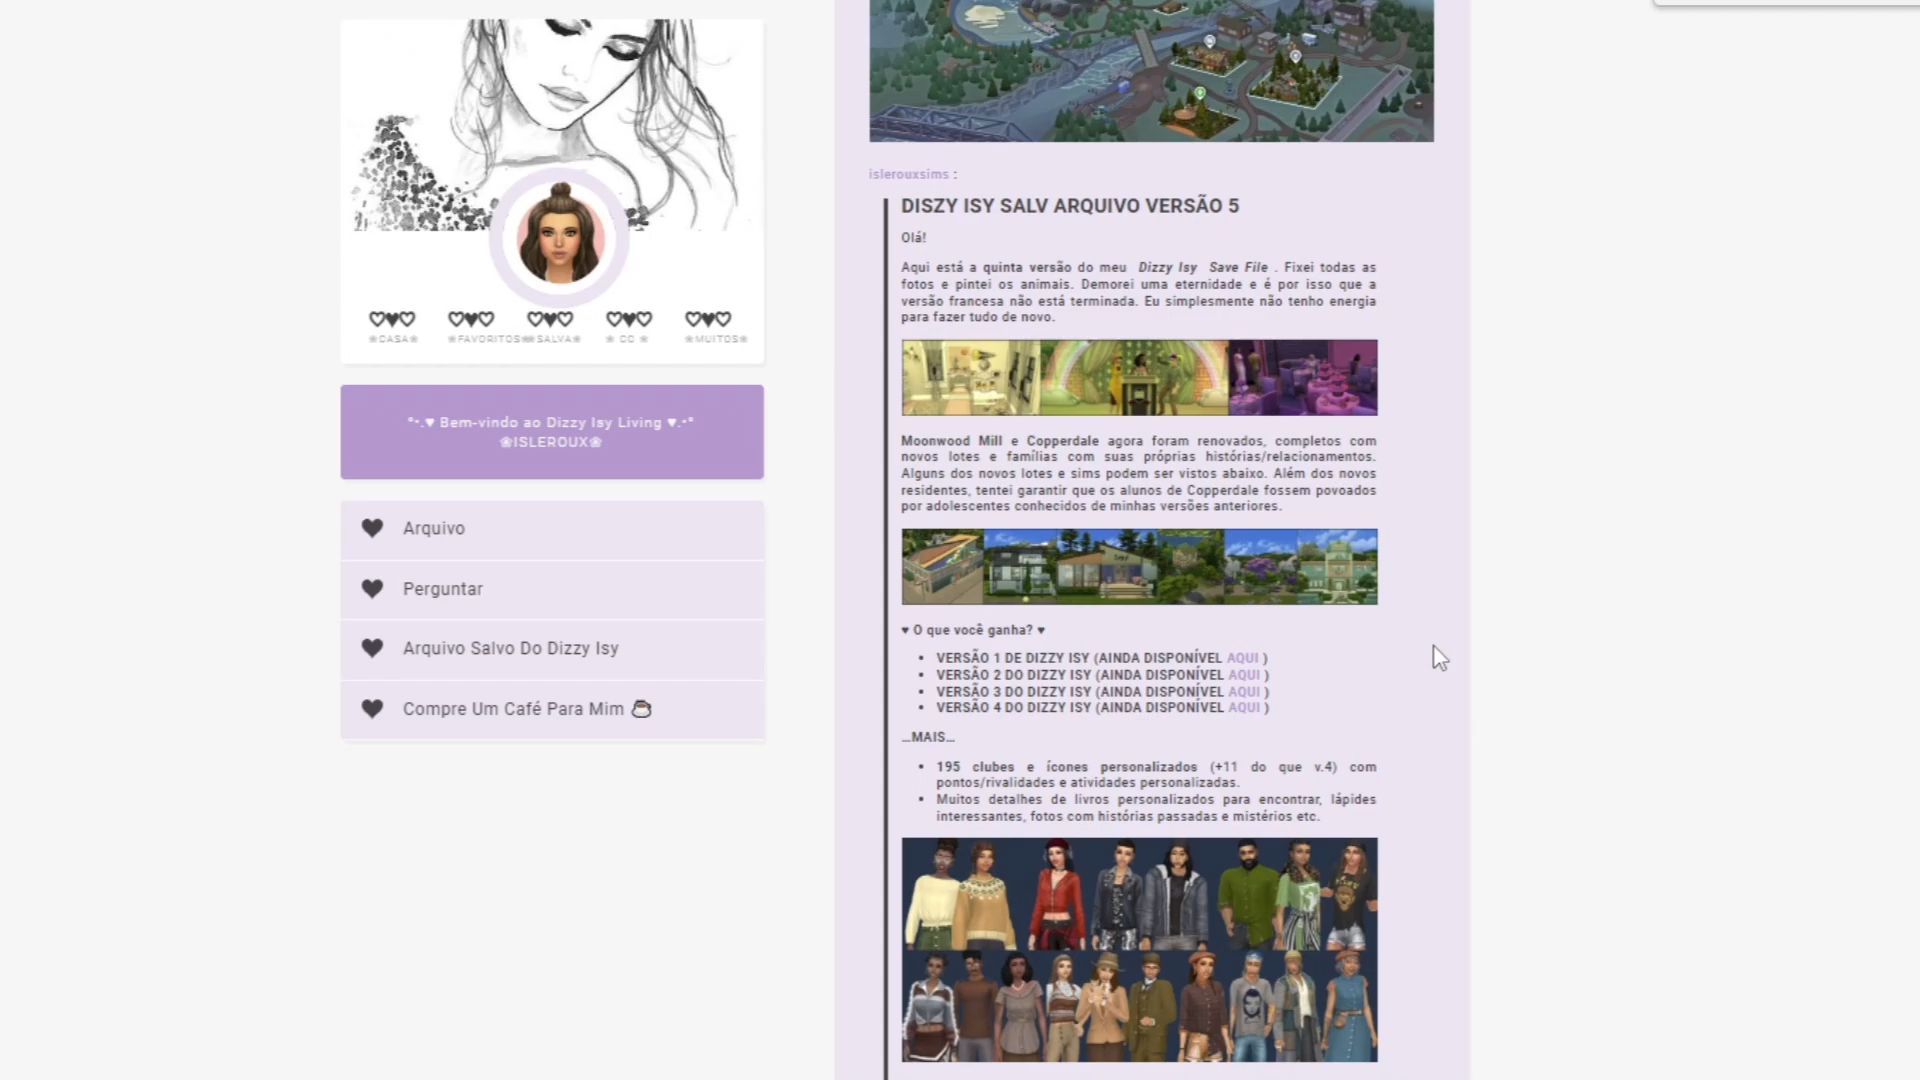 ❀CASA❀
❀FAVORITOS❀
❀SALVA❀
❀ CC ❀
❀MUITOS❀
°•.♥ Bem-vindo ao Dizzy Isy Living ♥.•°
❀ISLEROUX❀
Arquivo
Perguntar
Arquivo Salvo Do Dizzy Isy
Compre Um Café Para Mim ☕
islerouxsims :
DISZY ISY SALV ARQUIVO VERSÃO 5
Olá!
Aqui está a quinta versão do meu Dizzy Isy Save File . Fixei todas as
fotos e pintei os animais. Demorei uma eternidade e é por isso que a
versão francesa não está terminada. Eu simplesmente não tenho energia
para fazer tudo de novo.
Moonwood Mill e Copperdale agora foram renovados, completos com
novos lotes e famílias com suas próprias histórias/relacionamentos.
Alguns dos novos lotes e sims podem ser vistos abaixo. Além dos novos
residentes, tentei garantir que os alunos de Copperdale fossem povoados
por adolescentes conhecidos de minhas versões anteriores.
♥ O que você ganha? ♥
• VERSÃO 1 DE DIZZY ISY (AINDA DISPONÍVEL AQUI )
• VERSÃO 2 DO DIZZY ISY (AINDA DISPONÍVEL AQUI )
• VERSÃO 3 DO DIZZY ISY (AINDA DISPONÍVEL AQUI )
• VERSÃO 4 DO DIZZY ISY (AINDA DISPONÍVEL AQUI )
…MAIS…
• 195 clubes e ícones personalizados (+11 do que v.4) com
pontos/rivalidades e atividades personalizadas.
• Muitos detalhes de livros personalizados para encontrar, lápides
interessantes, fotos com histórias passadas e mistérios etc.